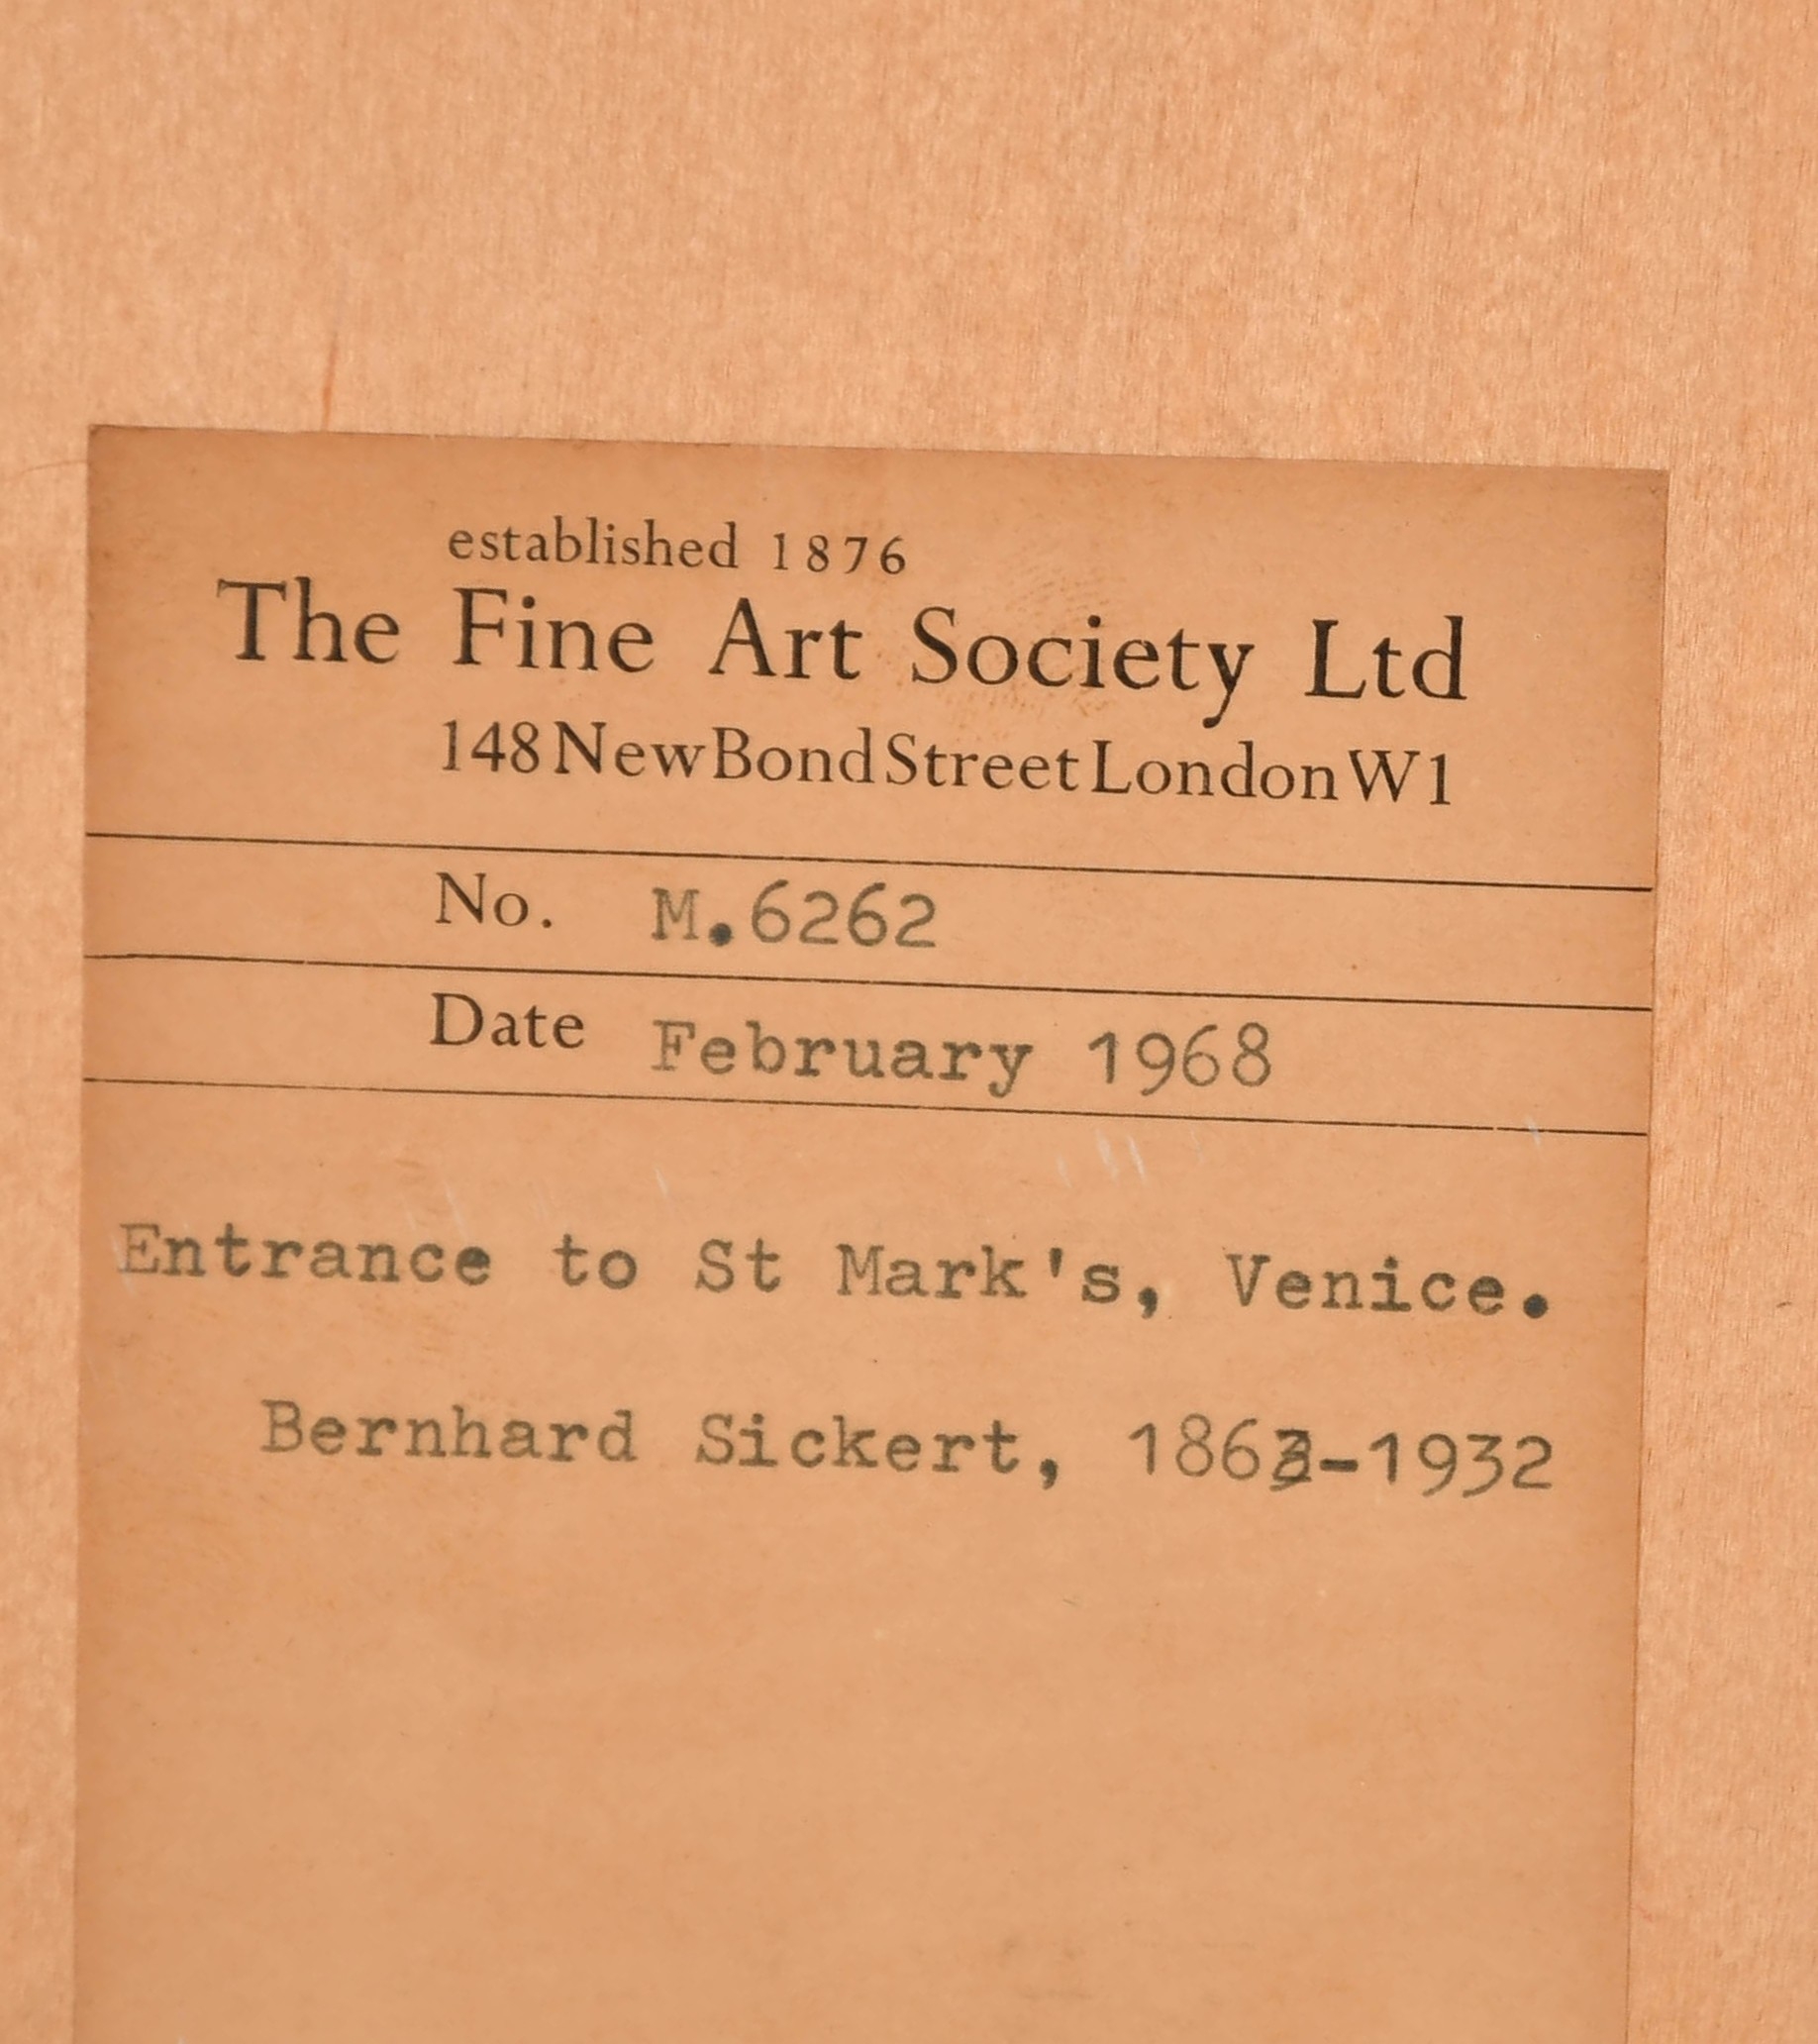 established 1876
The Fine Art Society Ltd
148 New Bond Street London W1
No. M.6262
Date February 1968
Entrance to St Mark's, Venice.
Bernhard Sickert, 1863-1932